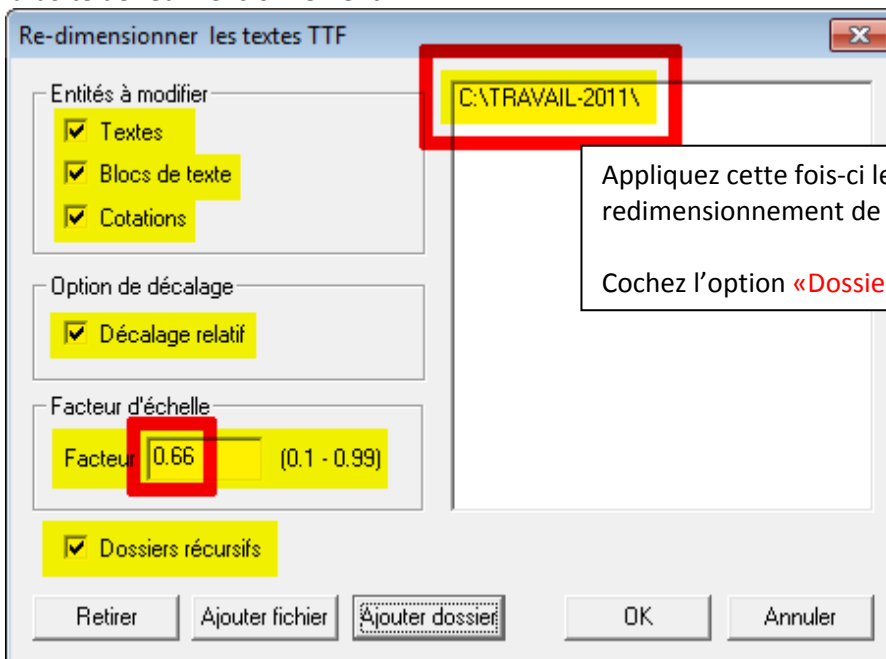 Re-dimensionner les textes TTF
Entités à modifier
Textes
Blocs de texte
Cotations
Option de décalage
Décalage relatif
Facteur d'échelle
Facteur 0.66 (0.1 - 0.99)
Dossiers récursifs
C:\TRAVAIL-2011\
Appliquez cette fois-ci
redimensionnement de
Cochez l’option «Dossie
Retirer Ajouter fichier Ajouter dossier OK Annuler